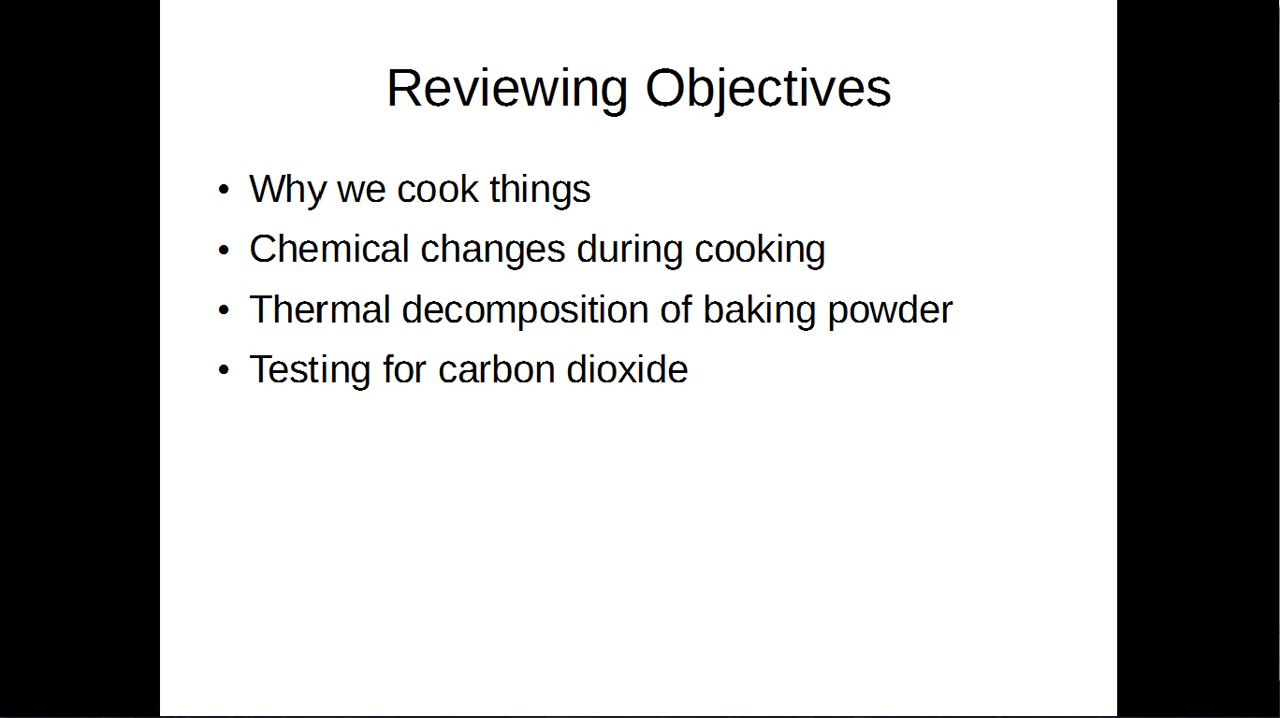 Reviewing Objectives
• Why we cook things
• Chemical changes during cooking
• Thermal decomposition of baking powder
• Testing for carbon dioxide